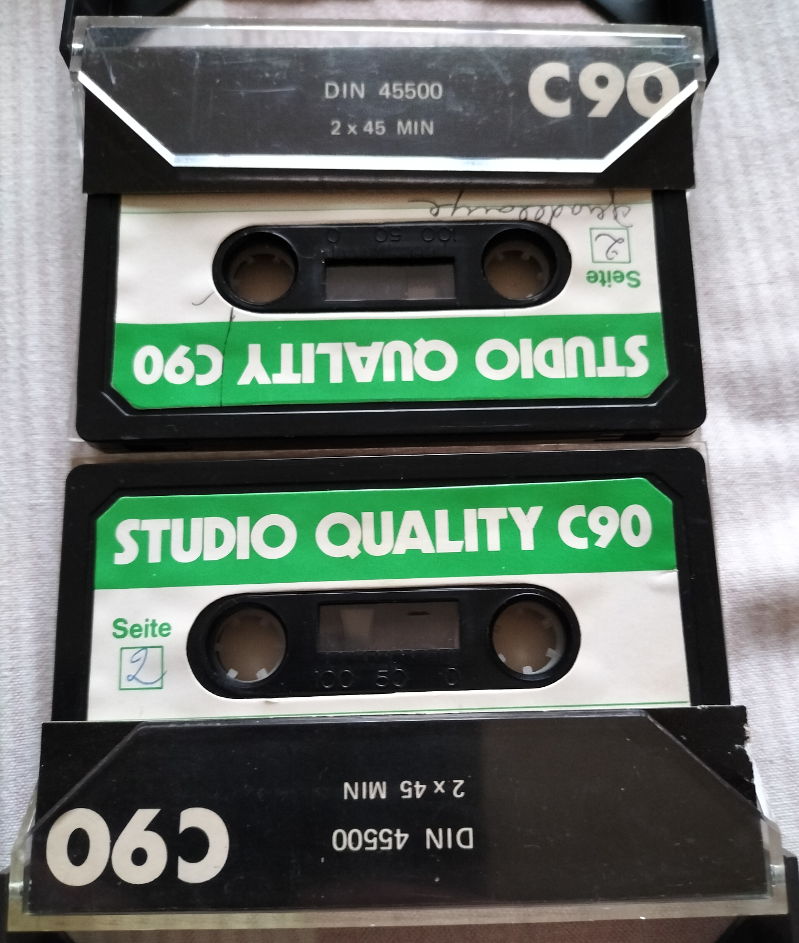 DIN 45500
C90
2 x 45 MIN
2
Seite
STUDIO QUALITY C90
100 50 0
STUDIO QUALITY C90
Seite
2
100 50 0
2 x 45 MIN
DIN 45500
C90